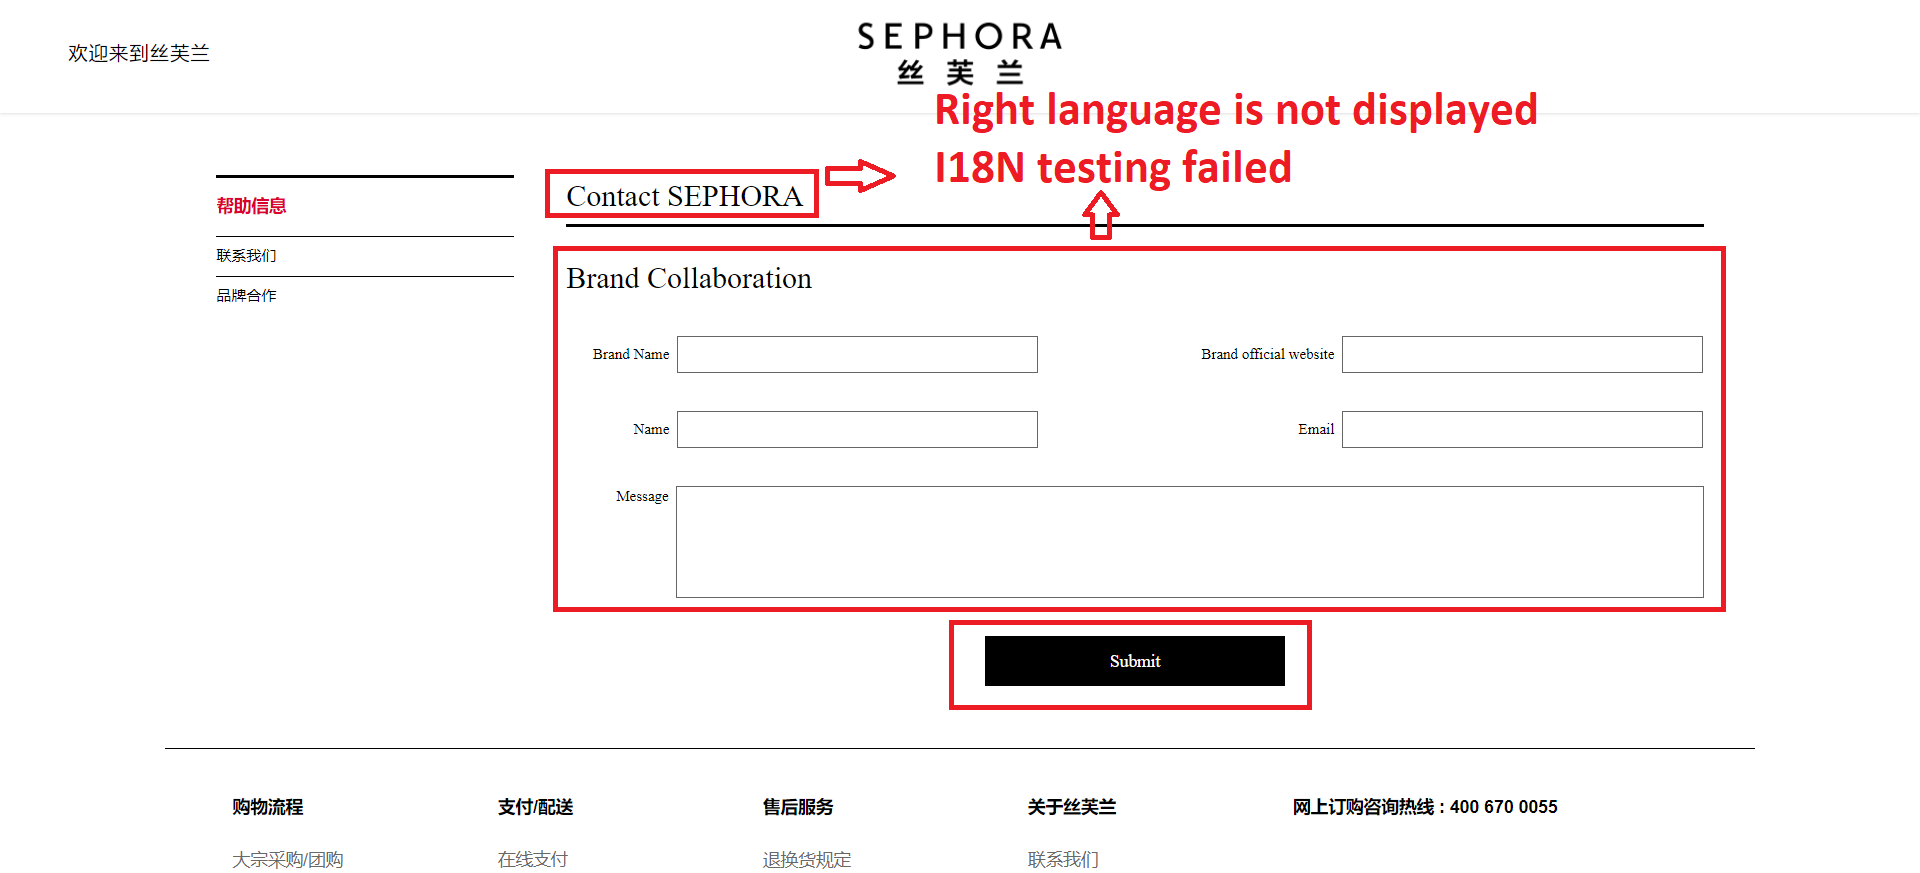 欢迎来到丝芙兰
SEPHORA
丝芙兰
Right language is not displayed
I18N testing failed
帮助信息
联系我们
品牌合作
Contact SEPHORA
Brand Collaboration
Brand Name
Brand official website
Name
Email
Message
Submit
购物流程
支付/配送
售后服务
关于丝芙兰
网上订购咨询热线 : 400 670 0055
大宗采购/团购
在线支付
退换货规定
联系我们